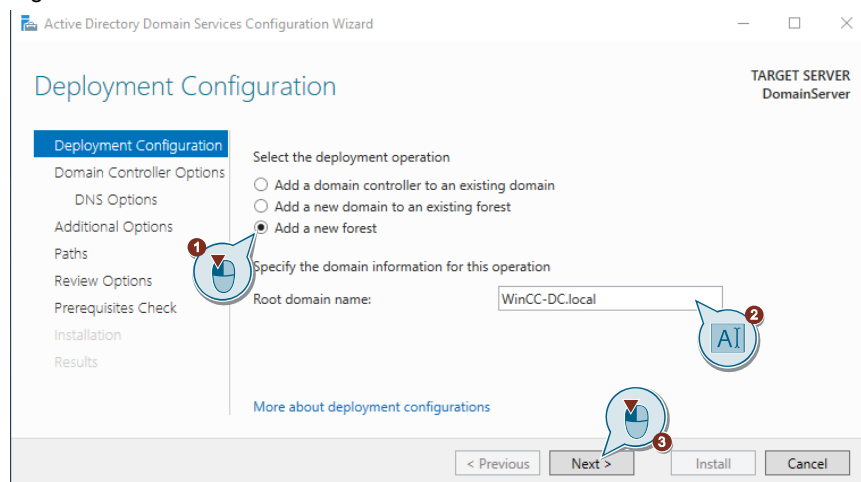 Active Directory Domain Services Configuration Wizard
Deployment Configuration
TARGET SERVER
DomainServer
Deployment Configuration
Domain Controller Options
DNS Options
Additional Options
Paths
Review Options
Prerequisites Check
Installation
Results
Select the deployment operation
Add a domain controller to an existing domain
Add a new domain to an existing forest
Add a new forest
1
Specify the domain information for this operation
Root domain name: WinCC-DC.local
2
AI
More about deployment configurations
3
< Previous Next > Install Cancel